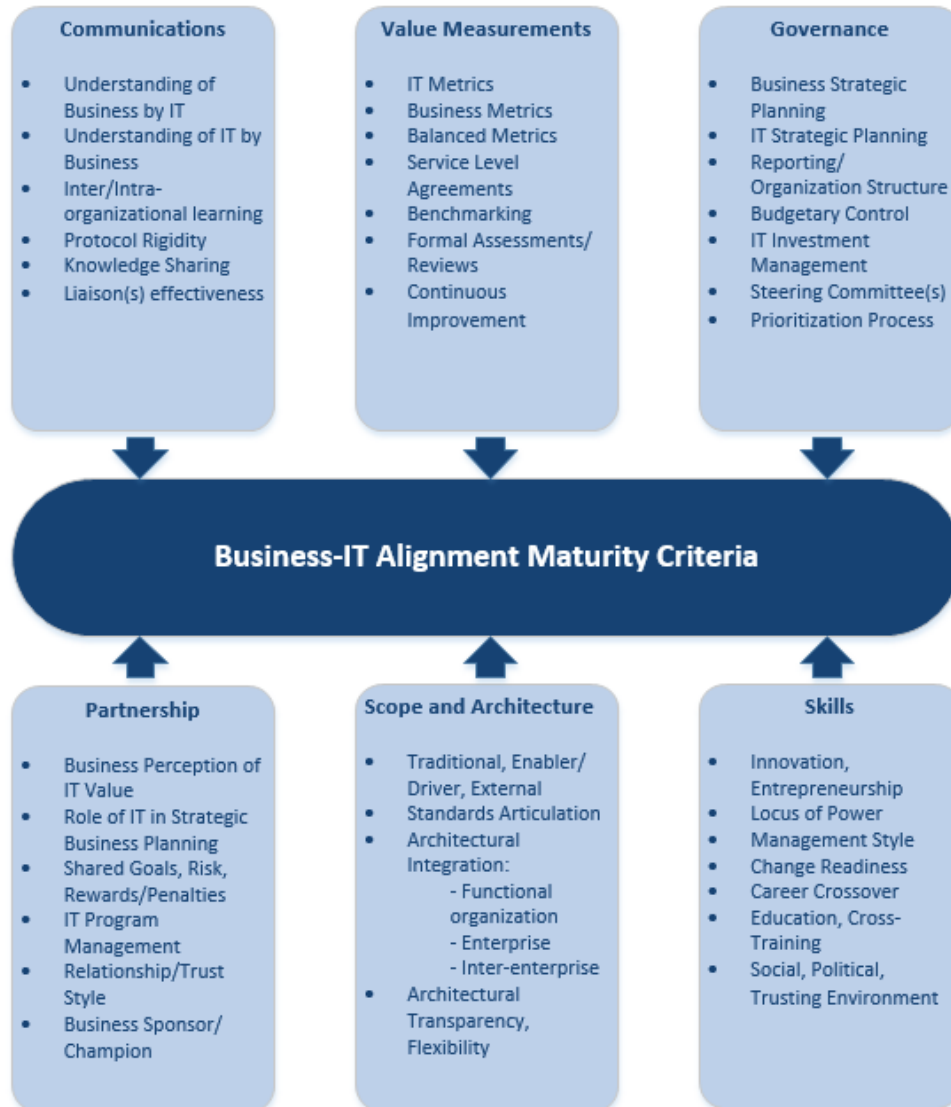 Communications
• Understanding of
Business by IT
• Understanding of IT by
Business
• Inter/Intra-
organizational learning
• Protocol Rigidity
• Knowledge Sharing
• Liaison(s) effectiveness
Value Measurements
• IT Metrics
• Business Metrics
• Balanced Metrics
• Service Level
Agreements
• Benchmarking
• Formal Assessments/
Reviews
• Continuous
Improvement
Governance
• Business Strategic
Planning
• IT Strategic Planning
• Reporting/
Organization Structure
• Budgetary Control
• IT Investment
Management
• Steering Committee(s)
• Prioritization Process
Business-IT Alignment Maturity Criteria
Partnership
• Business Perception of
IT Value
• Role of IT in Strategic
Business Planning
• Shared Goals, Risk,
Rewards/Penalties
• IT Program
Management
• Relationship/Trust
Style
• Business Sponsor/
Champion
Scope and Architecture
• Traditional, Enabler/
Driver, External
• Standards Articulation
• Architectural
Integration:
- Functional
organization
- Enterprise
- Inter-enterprise
• Architectural
Transparency,
Flexibility
Skills
• Innovation,
Entrepreneurship
• Locus of Power
• Management Style
• Change Readiness
• Career Crossover
• Education, Cross-
Training
• Social, Political,
Trusting Environment